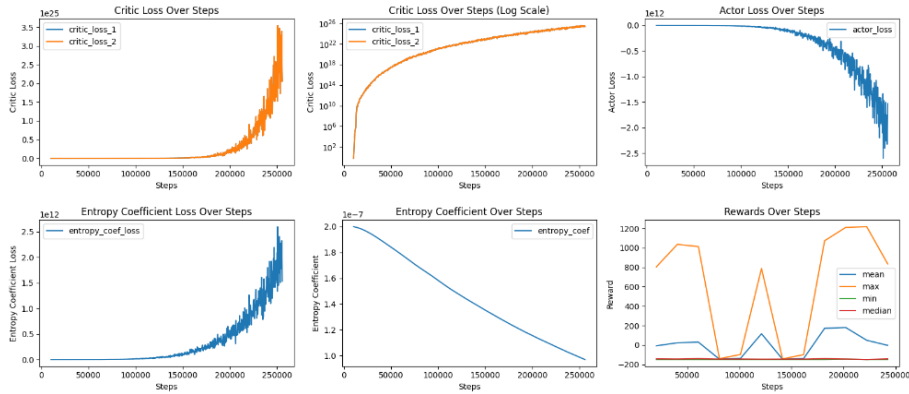 Critic Loss Over Steps
1e25
critic_loss_1
critic_loss_2
Critic Loss
3.5
3.0
2.5
2.0
1.5
1.0
0.5
0.0
0
50000
100000
150000
200000
250000
Steps
Critic Loss Over Steps (Log Scale)
critic_loss_1
critic_loss_2
Critic Loss
10^26
10^22
10^18
10^14
10^10
10^6
10^2
0
50000
100000
150000
200000
250000
Steps
Actor Loss Over Steps
1e12
actor_loss
Actor Loss
0.0
−0.5
−1.0
−1.5
−2.0
−2.5
0
50000
100000
150000
200000
250000
Steps
Entropy Coefficient Loss Over Steps
1e12
entropy_coef_loss
Entropy Coefficient Loss
2.5
2.0
1.5
1.0
0.5
0.0
0
50000
100000
150000
200000
250000
Steps
Entropy Coefficient Over Steps
1e−7
entropy_coef
Entropy Coefficient
2.0
1.8
1.6
1.4
1.2
1.0
0
50000
100000
150000
200000
250000
Steps
Rewards Over Steps
mean
max
min
median
Reward
1200
1000
800
600
400
200
0
−200
50000
100000
150000
200000
250000
Steps